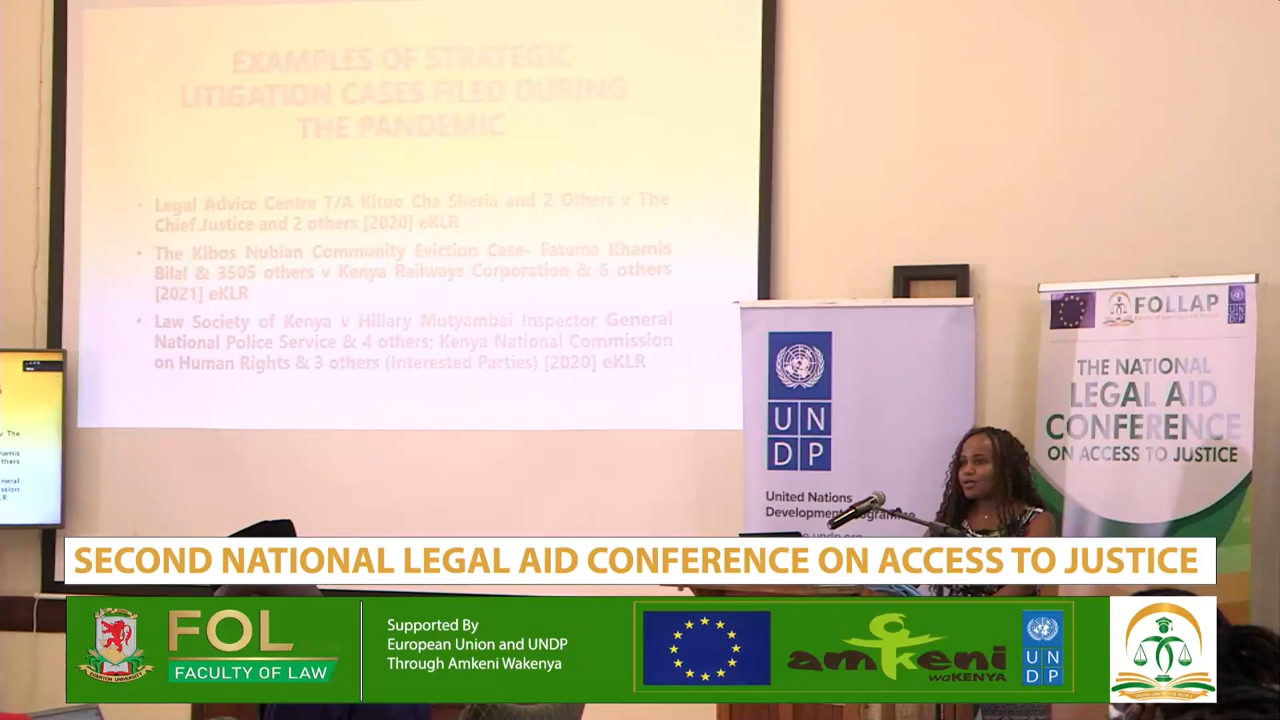 EXAMPLES OF STRATEGIC
LITIGATION CASES FILED DURING
THE PANDEMIC
• Legal Advice Centre T/A Kituo Cha Sheria and 2 Others v The
Chief Justice and 2 others [2020] eKLR
• The Kibos Nubian Community Eviction Case- Fatuma Khamis
Bilal & 3505 others v Kenya Railways Corporation & 6 others
[2021] eKLR
• Law Society of Kenya v Hillary Mutyambai Inspector General
National Police Service & 4 others; Kenya National Commission
on Human Rights & 3 others (Interested Parties) [2020] eKLR
v The
UN
DP
United Nations
Development Programme
FOLLAP
UN
DP
THE NATIONAL
LEGAL AID
CONFERENCE
ON ACCESS TO JUSTICE
SECOND NATIONAL LEGAL AID CONFERENCE ON ACCESS TO JUSTICE
EGERTON UNIVERSITY
FOL
FACULTY OF LAW
Supported By
European Union and UNDP
Through Amkeni Wakenya
amkeni
waKENYA
UN
DP